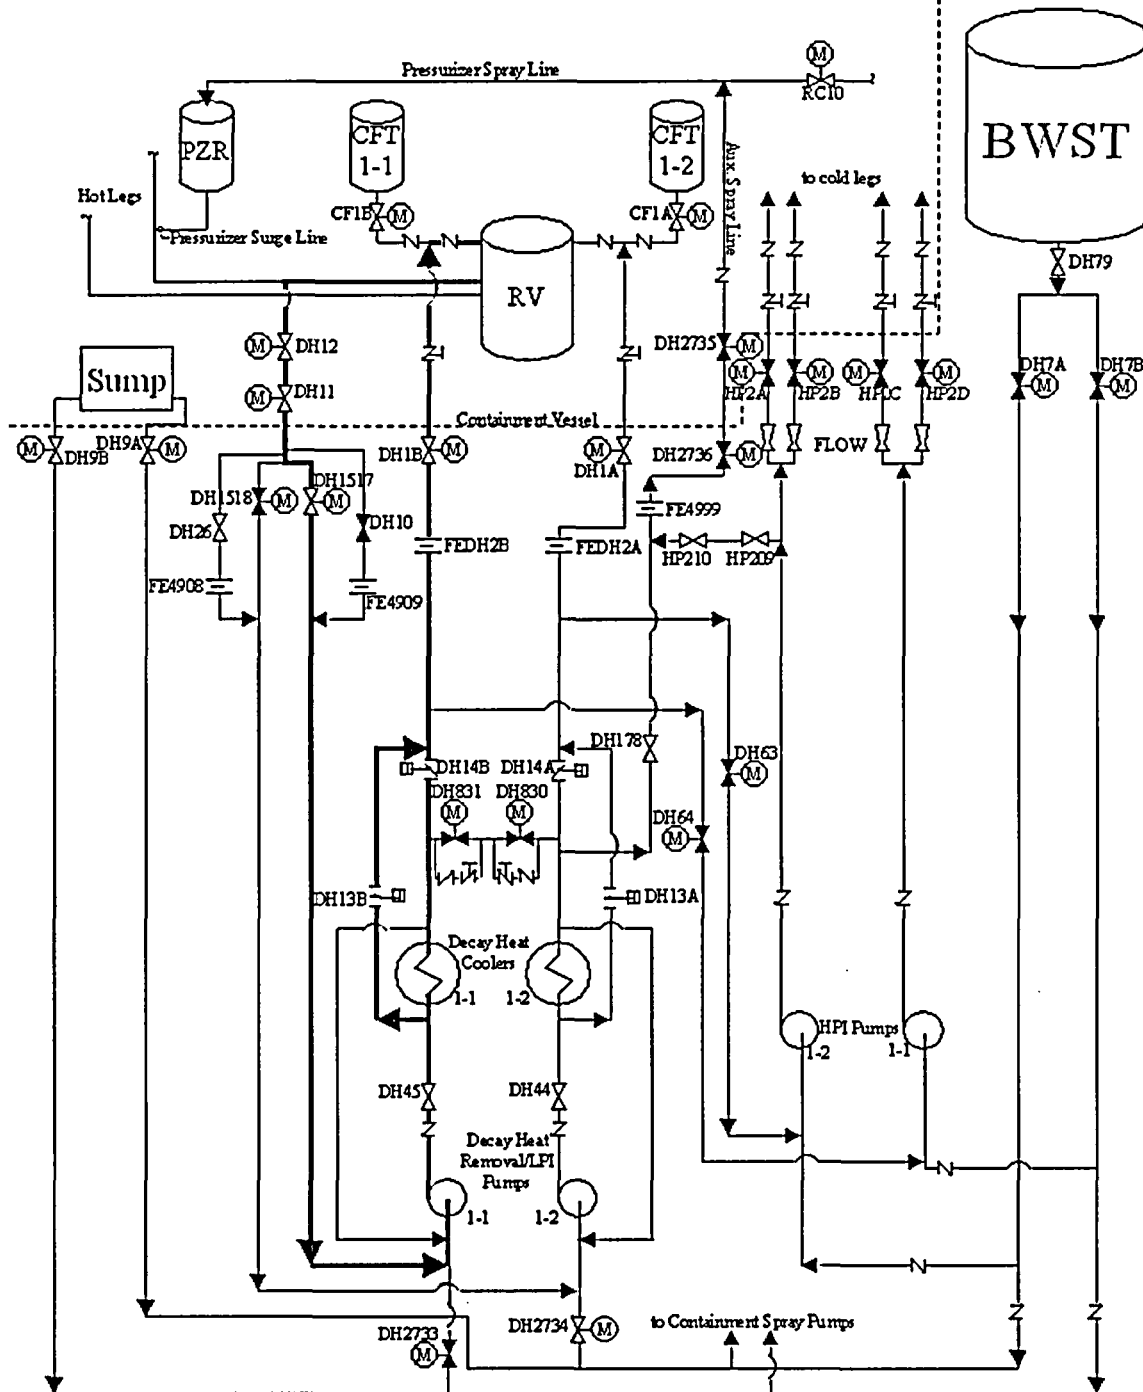 Pressurizer Spray Line
M
RC10
BWST
PZR
CFT
1-1
CFT
1-2
Aux. Spray Line
to cold legs
Hot Legs
CF1B
M
CF1A
M
Pressurizer Surge Line
RV
DH79
M
DH12
DH2735
M
Sump
M
DH11
M
HP2A
HP2B
M
M
HP2D
M
DH7A
M
DH7B
M
Containment Vessel
M
DH9B
DH9A
M
DH1B
M
M
DH1A
DH2736
M
FLOW
DH1518
M
DH1517
M
DH26
DH10
FE4999
FEDH2B
FEDH2A
HP210
HP209
FE4908
FE4909
DH178
DH14B
DH14A
DH63
M
DH831
M
DH830
M
DH64
M
DH13B
DH13A
Decay Heat
Coolers
1-1
1-2
HPI Pumps
1-2
1-1
DH45
DH44
Decay Heat
Removal/LPI
Pumps
1-1
1-2
DH2733
M
DH2734
M
to Containment Spray Pumps